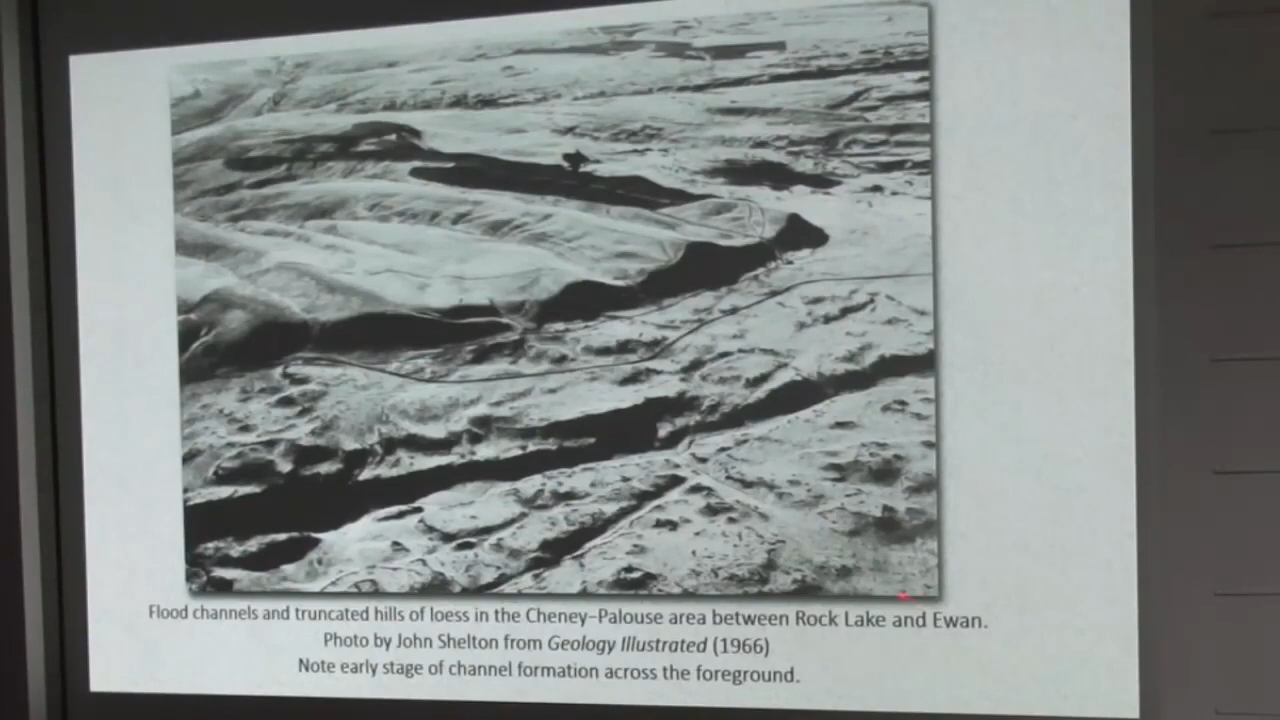 Flood channels and truncated hills of loess in the Cheney–Palouse area between Rock Lake and Ewan.
Photo by John Shelton from Geology Illustrated (1966)
Note early stage of channel formation across the foreground.